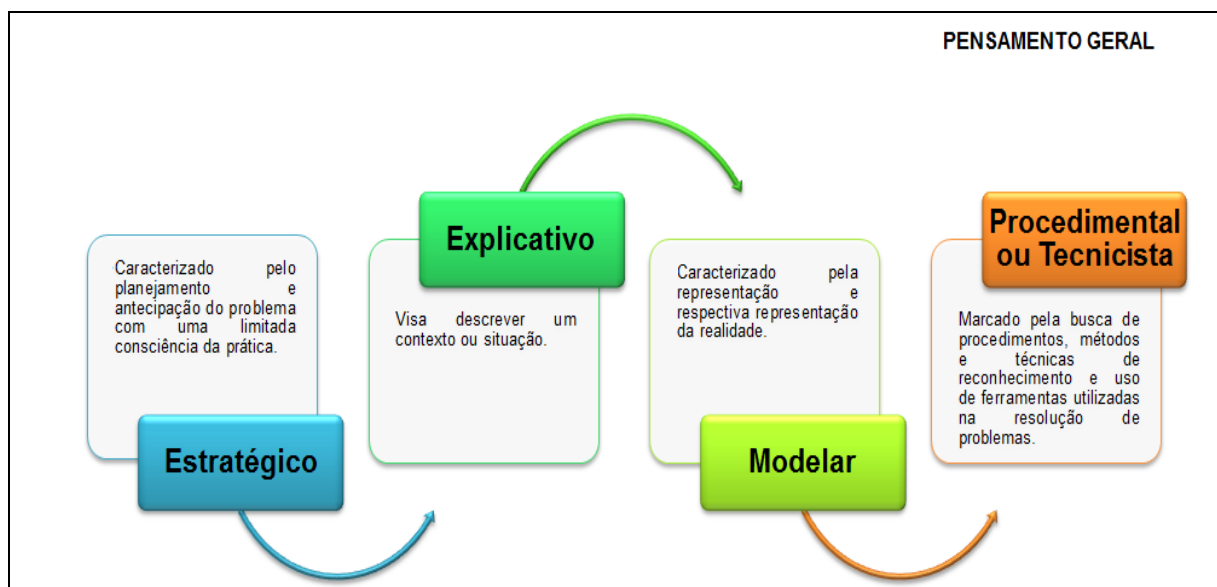 PENSAMENTO GERAL
Caracterizado pelo
planejamento e
antecipação do problema
com uma limitada
consciência da prática.
Estratégico
Explicativo
Visa descrever um
contexto ou situação.
Caracterizado pela
representação e
respectiva representação
da realidade.
Modelar
Procedimental
ou Tecnicista
Marcado pela busca de
procedimentos, métodos
e técnicas de
reconhecimento e uso
de ferramentas utilizadas
na resolução de
problemas.